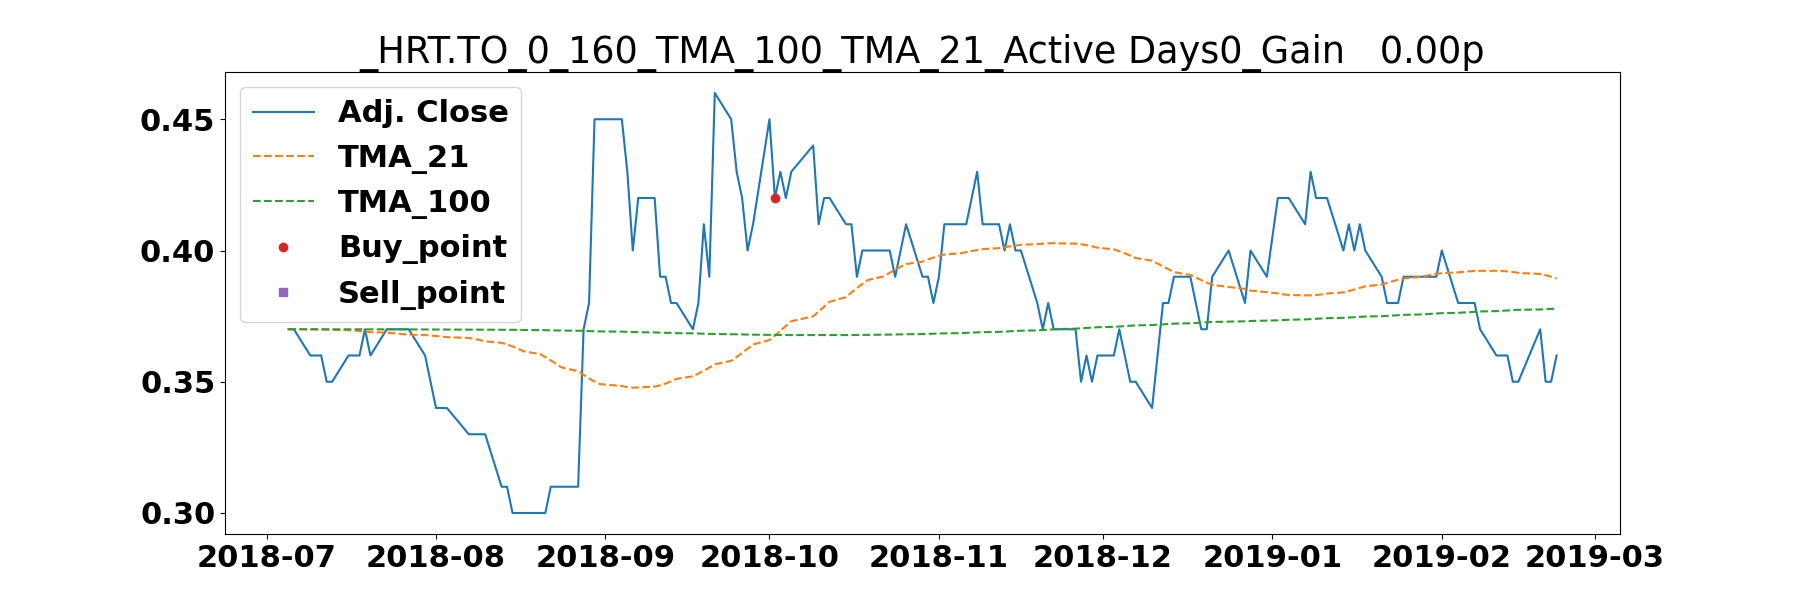 _HRT.TO_0_160_TMA_100_TMA_21_Active Days0_Gain   0.00p
Adj. Close
TMA_21
TMA_100
Buy_point
Sell_point
0.45
0.40
0.35
0.30
2018-07 2018-08 2018-09 2018-10 2018-11 2018-12 2019-01 2019-02 2019-03